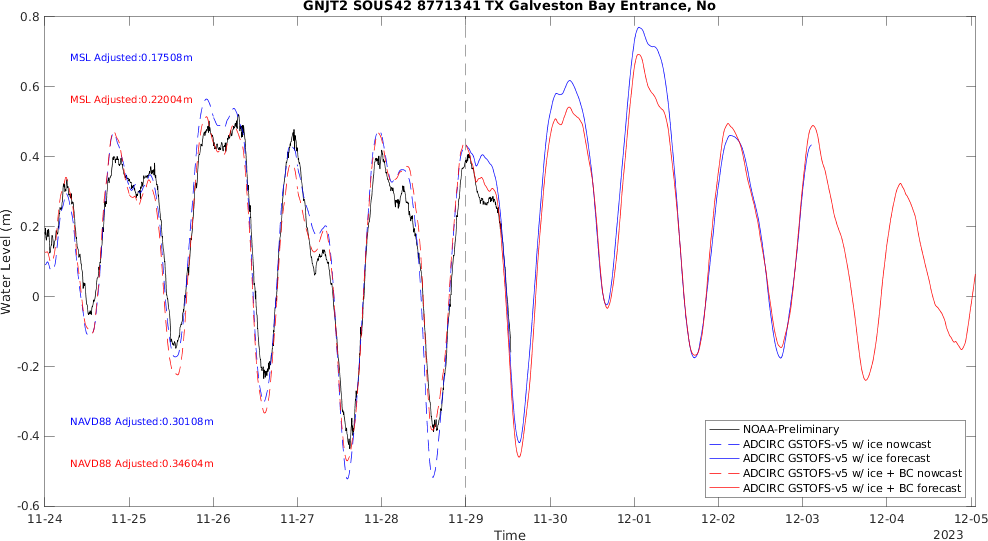 GNJT2 SOUS42 8771341 TX Galveston Bay Entrance, No
0.8
0.6
0.4
0.2
0
-0.2
-0.4
-0.6
Water Level (m)
MSL Adjusted:0.17508m
MSL Adjusted:0.22004m
NAVD88 Adjusted:0.30108m
NAVD88 Adjusted:0.34604m
NOAA-Preliminary
ADCIRC GSTOFS-v5 w/ ice nowcast
ADCIRC GSTOFS-v5 w/ ice forecast
ADCIRC GSTOFS-v5 w/ ice + BC nowcast
ADCIRC GSTOFS-v5 w/ ice + BC forecast
11-24 11-25 11-26 11-27 11-28 11-29 11-30 12-01 12-02 12-03 12-04 12-05
Time
2023